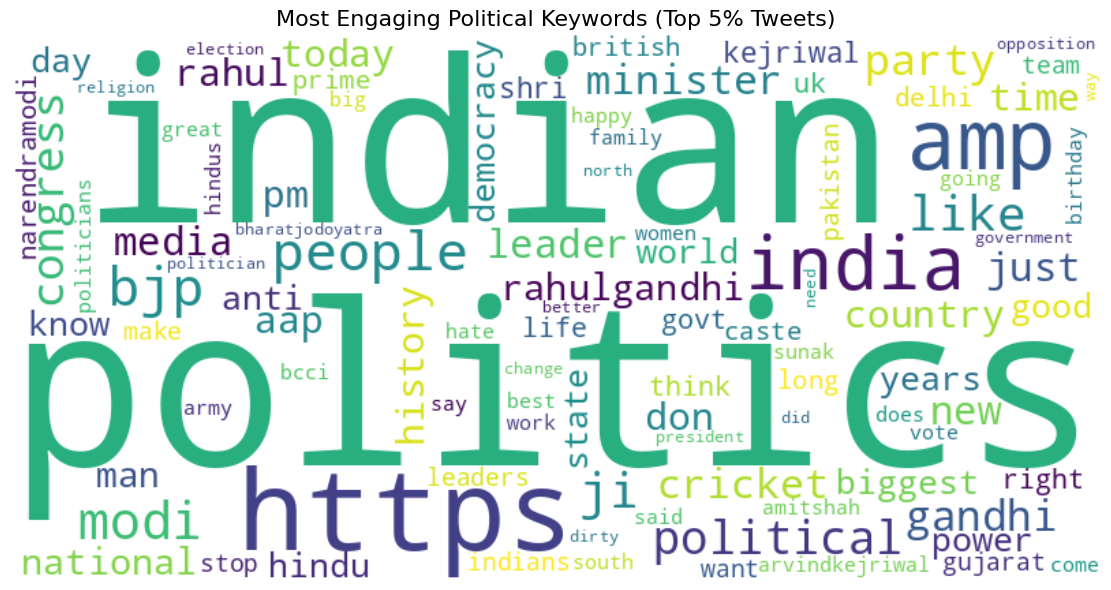 Most Engaging Political Keywords (Top 5% Tweets)
day
election
today
british
kejriwal
opposition
religion
rahul
prime
big
shri
minister
uk
party
team
delhi
time
way
narendramodi
congress
indian
great
hindus
democracy
happy
family
north
pakistan
amp
going
birthday
politicians
pm
like
media
bharatjodoyatra
people
leader
women
world
india
government
just
politician
bjp
anti
rahulgandhi
better
need
know
make
aap
history
hate
life
govt
caste
country
good
politics
bcci
change
sunak
think
long
years
army
say
best
work
state
don
president
did
does
new
vote
man
https
leaders
ji
cricket
biggest
right
modi
said
amitshah
gandhi
dirty
political
power
national
stop
hindu
indians
south
want
arvindkejriwal
gujarat
come